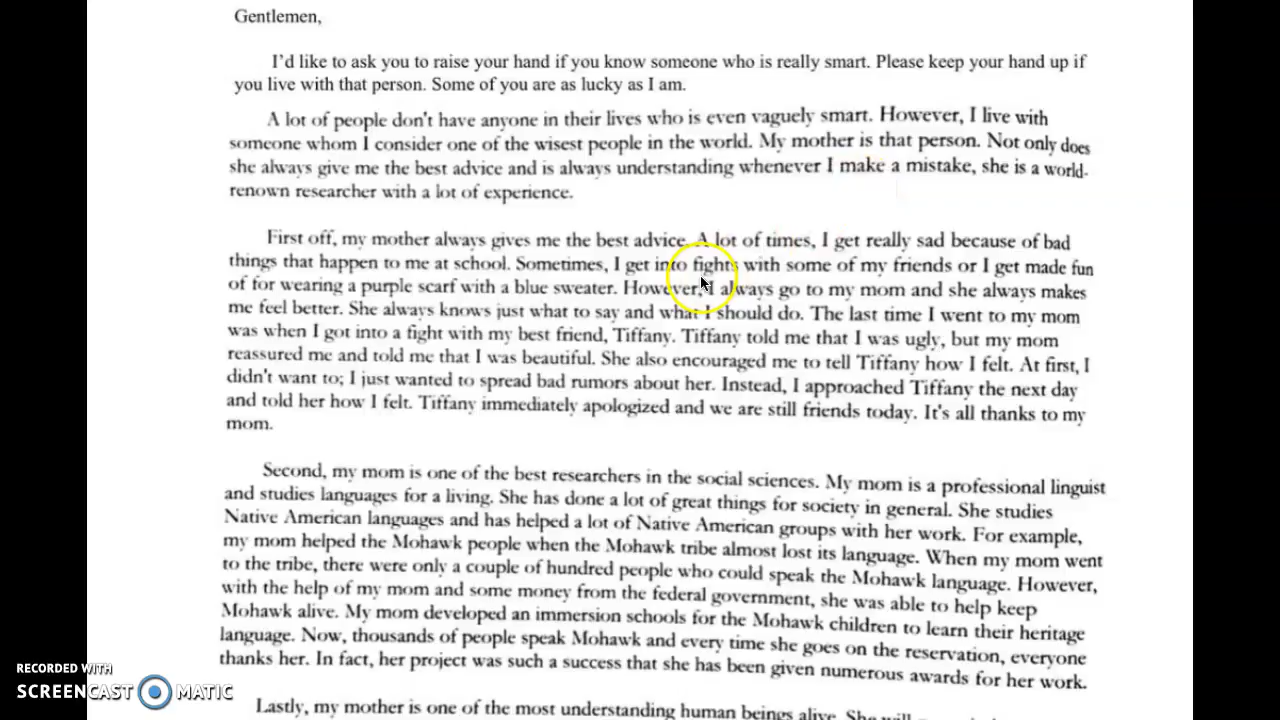 Gentlemen,
I'd like to ask you to raise your hand if you know someone who is really smart. Please keep your hand up if
you live with that person. Some of you are as lucky as I am.
A lot of people don't have anyone in their lives who is even vaguely smart. However, I live with
someone whom I consider one of the wisest people in the world. My mother is that person. Not only does
she always give me the best advice and is always understanding whenever I make a mistake, she is a world-
renown researcher with a lot of experience.
First off, my mother always gives me the best advice. A lot of times, I get really sad because of bad
things that happen to me at school. Sometimes, I get into fights with some of my friends or I get made fun
of for wearing a purple scarf with a blue sweater. However, I always go to my mom and she always makes
me feel better. She always knows just what to say and what I should do. The last time I went to my mom
was when I got into a fight with my best friend, Tiffany. Tiffany told me that I was ugly, but my mom
reassured me and told me that I was beautiful. She also encouraged me to tell Tiffany how I felt. At first, I
didn't want to; I just wanted to spread bad rumors about her. Instead, I approached Tiffany the next day
and told her how I felt. Tiffany immediately apologized and we are still friends today. It's all thanks to my
mom.
Second, my mom is one of the best researchers in the social sciences. My mom is a professional linguist
and studies languages for a living. She has done a lot of great things for society in general. She studies
Native American languages and has helped a lot of Native American groups with her work. For example,
my mom helped the Mohawk people when the Mohawk tribe almost lost its language. When my mom went
to the tribe, there were only a couple of hundred people who could speak the Mohawk language. However,
with the help of my mom and some money from the federal government, she was able to help keep
Mohawk alive. My mom developed an immersion schools for the Mohawk children to learn their heritage
language. Now, thousands of people speak Mohawk and every time she goes on the reservation, everyone
thanks her. In fact, her project was such a success that she has been given numerous awards for her work.
Lastly, my mother is one of the most understanding human beings alive. She will
RECORDED WITH
SCREENCAST MATIC